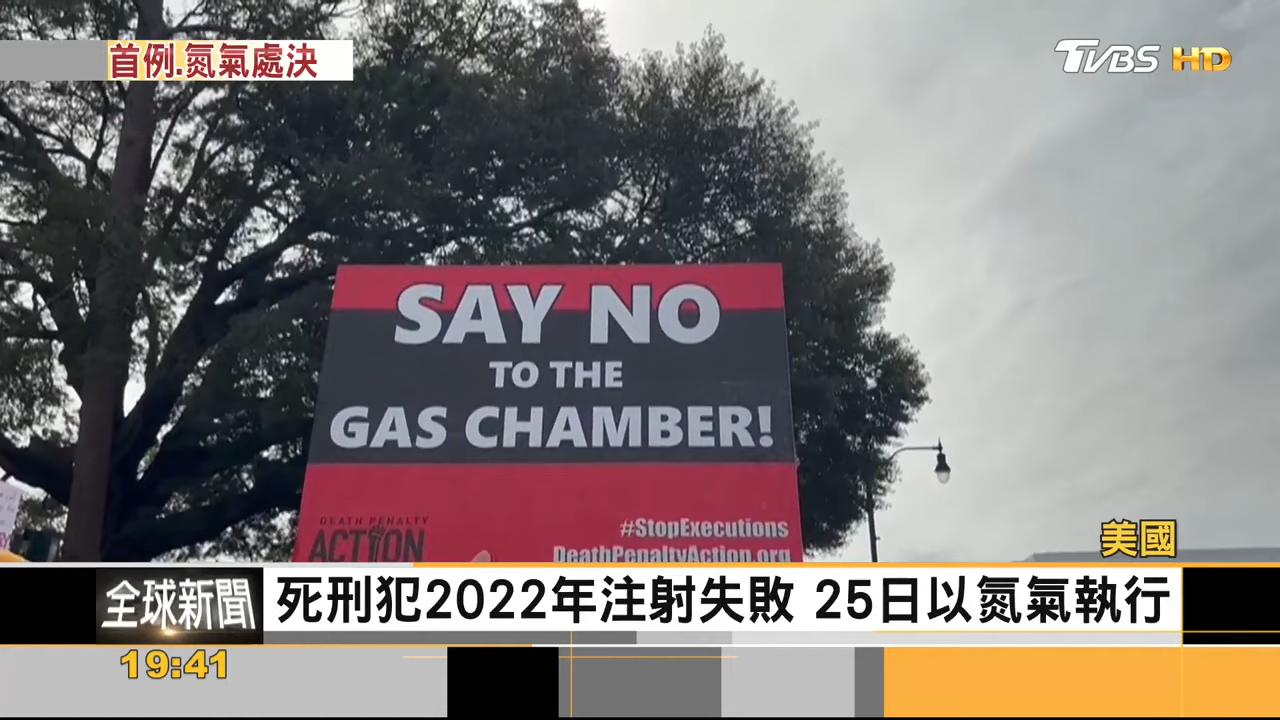 首例.氮氣處決
TVBS HD
SAY NO
TO THE
GAS CHAMBER!
DEATH PENALTY
ACTION
#StopExecutions
DeathPenaltyAction.org
美國
全球新聞
死刑犯2022年注射失敗 25日以氮氣執行
19:41